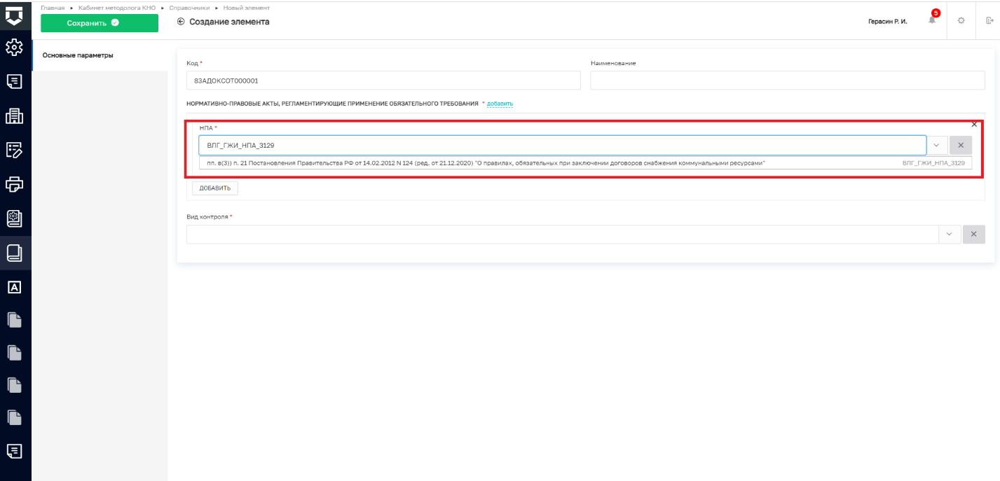 Главная ▸ Кабинет методолога КНО ▸ Справочники ▸ Новый элемент
Сохранить
Создание элемента
Герасин Р. И.
5
Основные параметры
Код *
Наименование
83АДОКСОТ000001
НОРМАТИВНО-ПРАВОВЫЕ АКТЫ, РЕГЛАМЕНТИРУЮЩИЕ ПРИМЕНЕНИЕ ОБЯЗАТЕЛЬНОГО ТРЕБОВАНИЯ * добавить
НПА *
ВЛГ_ГЖИ_НПА_3129
пп. в(3)) п. 21 Постановления Правительства РФ от 14.02.2012 N 124 (ред. от 21.12.2020) "О правилах, обязательных при заключении договоров снабжения коммунальными ресурсами" ВЛГ_ГЖИ_НПА_3129
ДОБАВИТЬ
Вид контроля *